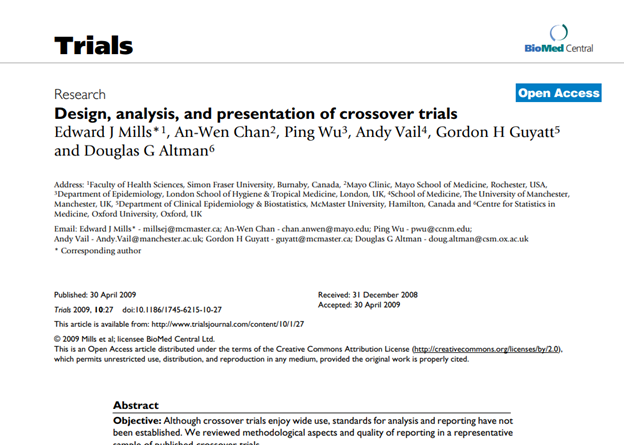 Trials
BioMed Central
Research
Open Access
Design, analysis, and presentation of crossover trials
Edward J Mills*1, An-Wen Chan2, Ping Wu3, Andy Vail4, Gordon H Guyatt5
and Douglas G Altman6
Address: 1Faculty of Health Sciences, Simon Fraser University, Burnaby, Canada, 2Mayo Clinic, Mayo School of Medicine, Rochester, USA,
3Department of Epidemiology, London School of Hygiene & Tropical Medicine, London, UK, 4School of Medicine, The University of Manchester,
Manchester, UK, 5Department of Clinical Epidemiology & Biostatistics, McMaster University, Hamilton, Canada and 6Centre for Statistics in
Medicine, Oxford University, Oxford, UK
Email: Edward J Mills* - millsej@mcmaster.ca; An-Wen Chan - chan.anwen@mayo.edu; Ping Wu - pwu@ccnm.edu;
Andy Vail - Andy.Vail@manchester.ac.uk; Gordon H Guyatt - guyatt@mcmaster.ca; Douglas G Altman - doug.altman@csm.ox.ac.uk
* Corresponding author
Published: 30 April 2009
Received: 31 December 2008
Accepted: 30 April 2009
Trials 2009, 10:27 doi:10.1186/1745-6215-10-27
This article is available from: http://www.trialsjournal.com/content/10/1/27
© 2009 Mills et al; licensee BioMed Central Ltd.
This is an Open Access article distributed under the terms of the Creative Commons Attribution License (http://creativecommons.org/licenses/by/2.0),
which permits unrestricted use, distribution, and reproduction in any medium, provided the original work is properly cited.
Abstract
Objective: Although crossover trials enjoy wide use, standards for analysis and reporting have not
been established. We reviewed methodological aspects and quality of reporting in a representative
sample of published crossover trials.